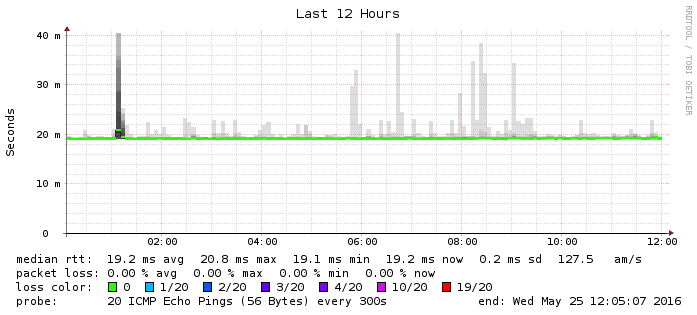 Last 12 Hours
RRDTOOL / TOBI OETIKER
Seconds
40 m
30 m
20 m
10 m
0
02:00 04:00 06:00 08:00 10:00 12:00
median rtt: 19.2 ms avg 20.8 ms max 19.1 ms min 19.2 ms now 0.2 ms sd 127.5 am/s
packet loss: 0.00 % avg 0.00 % max 0.00 % min 0.00 % now
loss color: 0 1/20 2/20 3/20 4/20 10/20 19/20
probe: 20 ICMP Echo Pings (56 Bytes) every 300s end: Wed May 25 12:05:07 2016